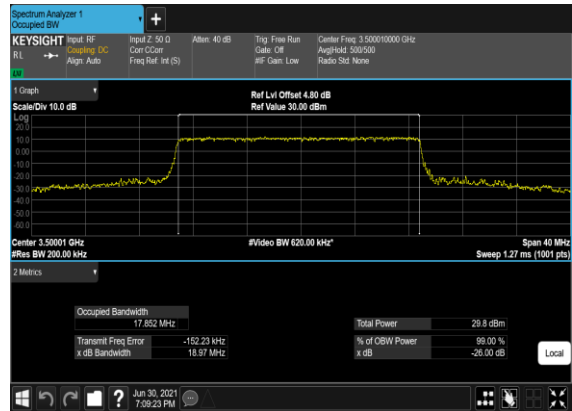 Spectrum Analyzer 1
Occupied BW
+
KEYSIGHT
RL
LXI
Input: RF
Coupling: DC
Align: Auto
Input Z: 50 Ω
Corr CCorr
Freq Ref: Int (S)
Atten: 40 dB
Trig: Free Run
Gate: Off
#IF Gain: Low
Center Freq: 3.500010000 GHz
Avg|Hold: 500/500
Radio Std: None
1 Graph
Scale/Div 10.0 dB
Ref Lvl Offset 4.80 dB
Ref Value 30.00 dBm
Log
20.0
10.0
0.00
-10.0
-20.0
-30.0
-40.0
-50.0
-60.0
Center 3.50001 GHz
#Video BW 620.00 kHz*
Span 40 MHz
#Res BW 200.00 kHz
Sweep 1.27 ms (1001 pts)
2 Metrics
Occupied Bandwidth
17.852 MHz
Total Power 29.8 dBm
Transmit Freq Error -152.23 kHz
% of OBW Power 99.00 %
x dB Bandwidth 18.97 MHz
x dB -26.00 dB
Local
?
Jun 30, 2021
7:09:23 PM